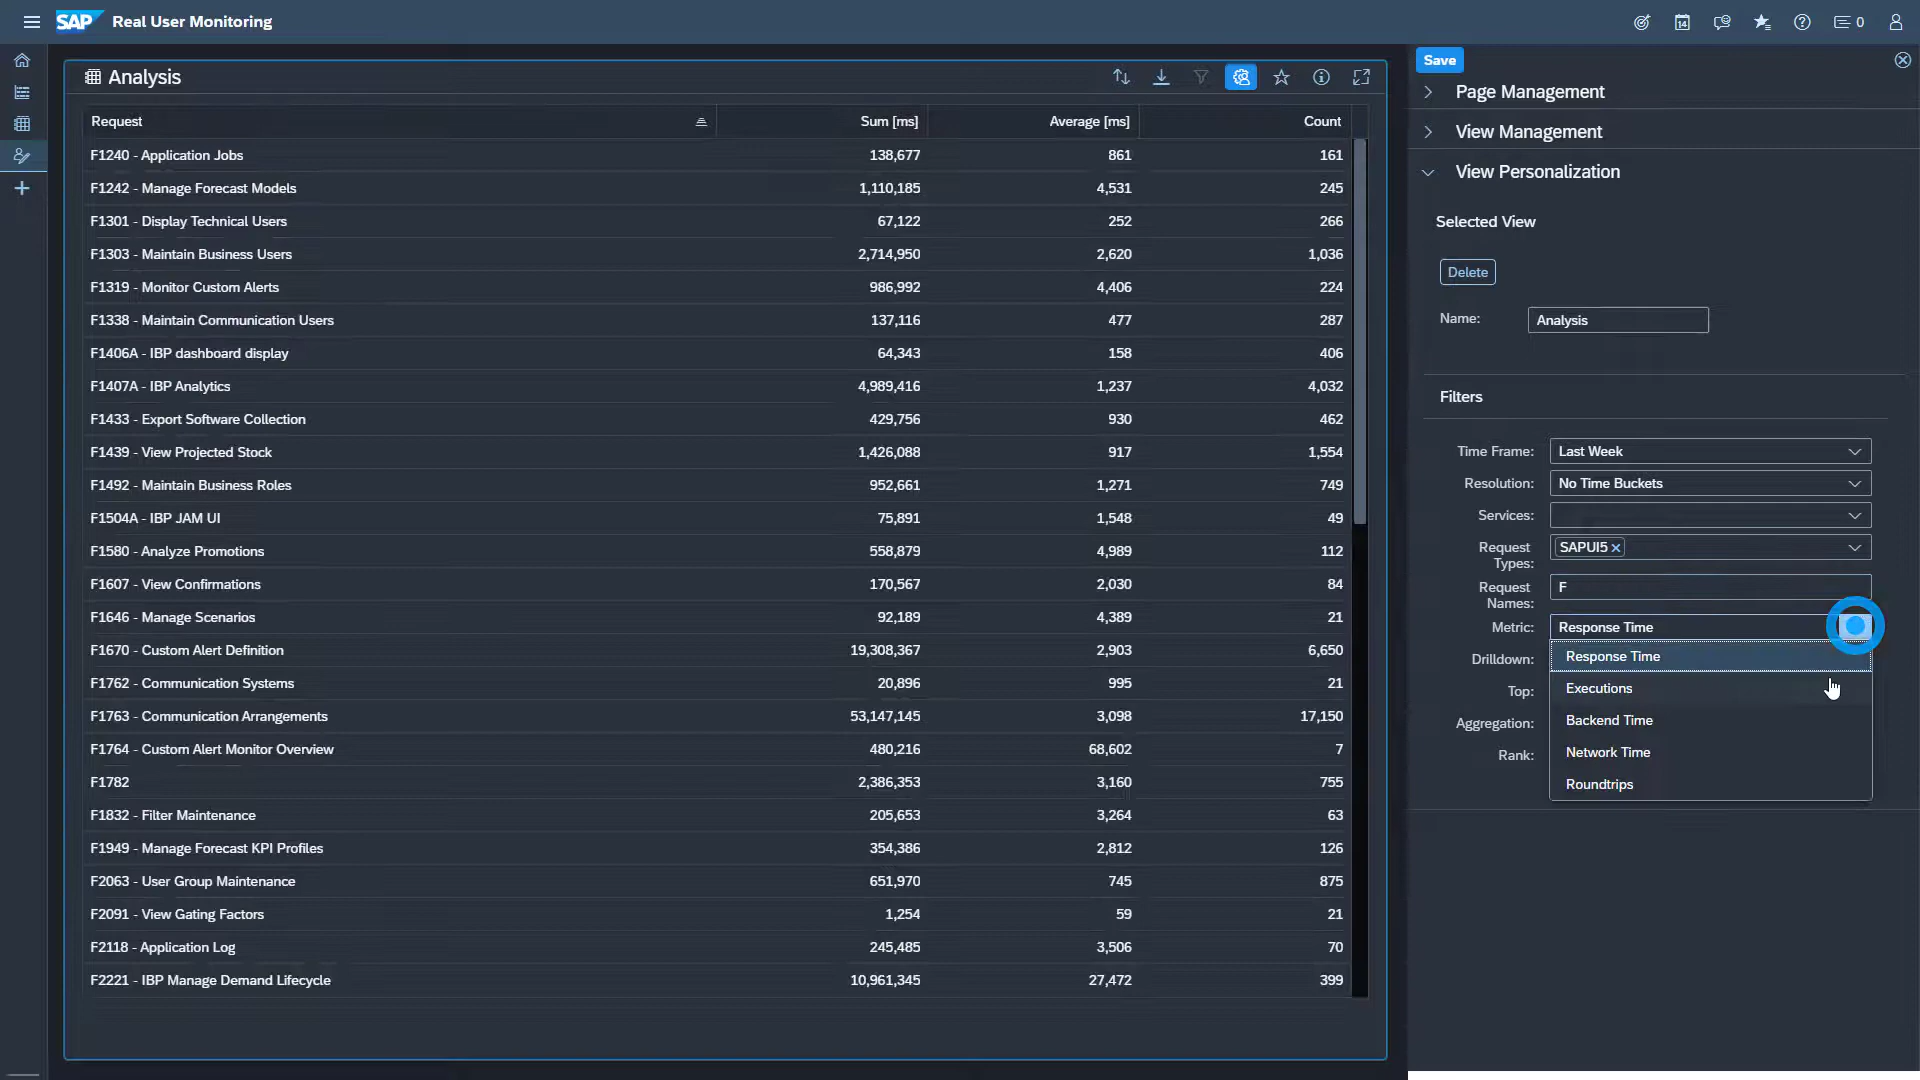 SAP Real User Monitoring
14
0
Analysis
Request Sum [ms] Average [ms] Count
F1240 - Application Jobs 138,677 861 161
F1242 - Manage Forecast Models 1,110,185 4,531 245
F1301 - Display Technical Users 67,122 252 266
F1303 - Maintain Business Users 2,714,950 2,620 1,036
F1319 - Monitor Custom Alerts 986,992 4,406 224
F1338 - Maintain Communication Users 137,116 477 287
F1406A - IBP dashboard display 64,343 158 406
F1407A - IBP Analytics 4,989,416 1,237 4,032
F1433 - Export Software Collection 429,756 930 462
F1439 - View Projected Stock 1,426,088 917 1,554
F1492 - Maintain Business Roles 952,661 1,271 749
F1504A - IBP JAM UI 75,891 1,548 49
F1580 - Analyze Promotions 558,879 4,989 112
F1607 - View Confirmations 170,567 2,030 84
F1646 - Manage Scenarios 92,189 4,389 21
F1670 - Custom Alert Definition 19,308,367 2,903 6,650
F1762 - Communication Systems 20,896 995 21
F1763 - Communication Arrangements 53,147,145 3,098 17,150
F1764 - Custom Alert Monitor Overview 480,216 68,602 7
F1782 2,386,353 3,160 755
F1832 - Filter Maintenance 205,653 3,264 63
F1949 - Manage Forecast KPI Profiles 354,386 2,812 126
F2063 - User Group Maintenance 651,970 745 875
F2091 - View Gating Factors 1,254 59 21
F2118 - Application Log 245,485 3,506 70
F2221 - IBP Manage Demand Lifecycle 10,961,345 27,472 399
Save
Page Management
View Management
View Personalization
Selected View
Delete
Name: Analysis
Filters
Time Frame: Last Week
Resolution: No Time Buckets
Services:
Request Types: SAPUI5
Request Names: F
Metric: Response Time
Drilldown:
Top:
Aggregation:
Rank:
Response Time
Executions
Backend Time
Network Time
Roundtrips